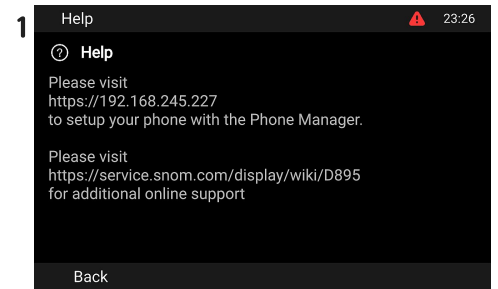 1
Help
23:26
? Help
Please visit
https://192.168.245.227
to setup your phone with the Phone Manager.
Please visit
https://service.snom.com/display/wiki/D895
for additional online support
Back